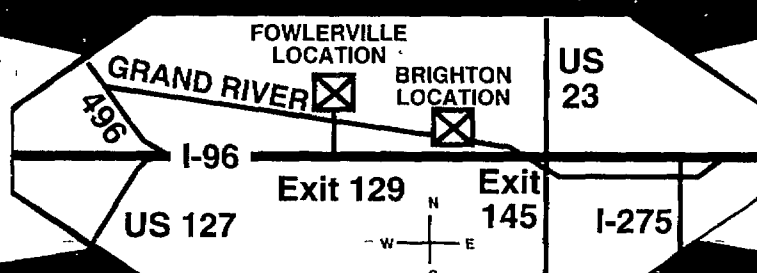 FOWLERVILLE
LOCATION
BRIGHTON
LOCATION
US
23
GRAND RIVER
496
I-96
Exit 129
Exit
145
I-275
US 127
N
W E